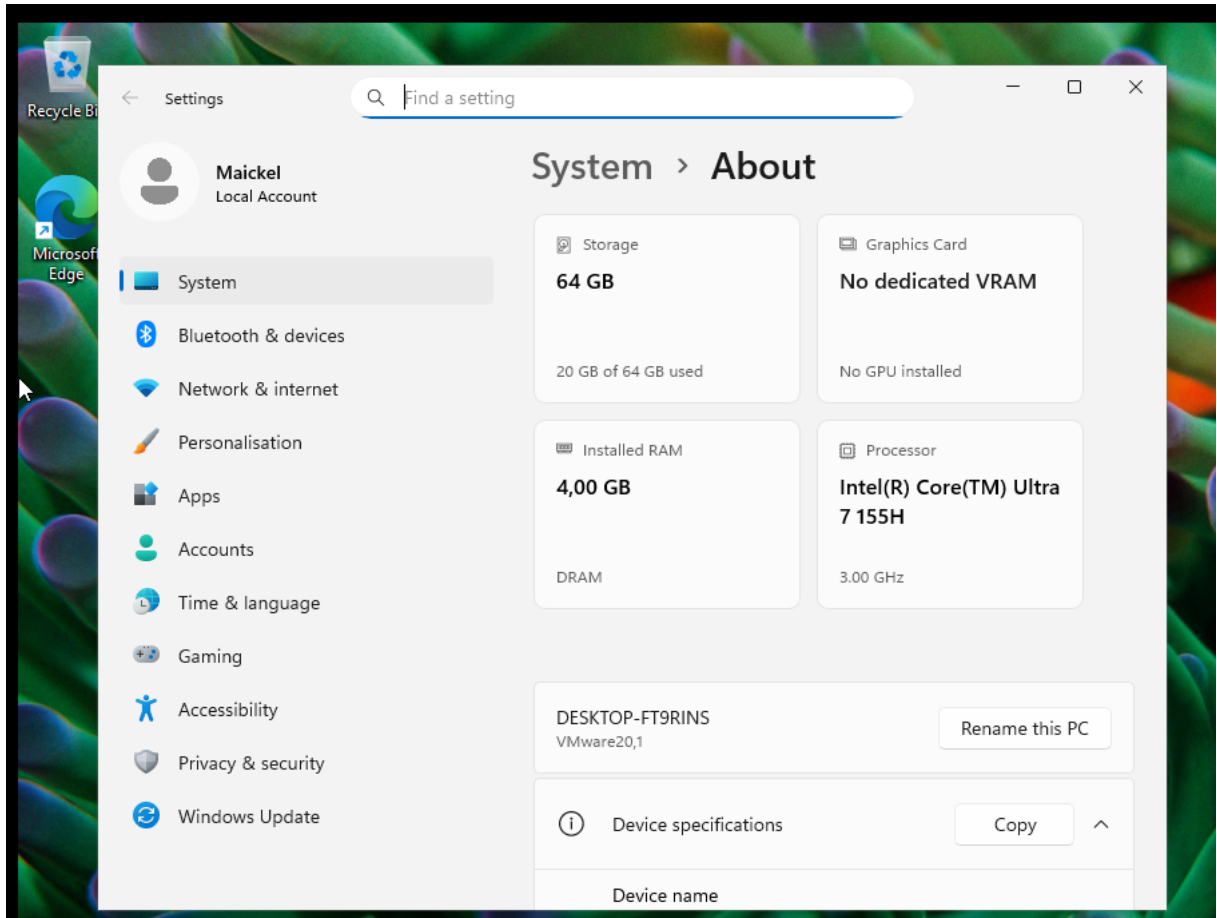 Recycle Bi
Microsoft
Edge
Settings
Find a setting
Maickel
Local Account
System
Bluetooth & devices
Network & internet
Personalisation
Apps
Accounts
Time & language
Gaming
Accessibility
Privacy & security
Windows Update
System > About
Storage
64 GB
20 GB of 64 GB used
Graphics Card
No dedicated VRAM
No GPU installed
Installed RAM
4,00 GB
DRAM
Processor
Intel(R) Core(TM) Ultra
7 155H
3.00 GHz
DESKTOP-FT9RINS
VMware20,1
Rename this PC
Device specifications
Copy
Device name